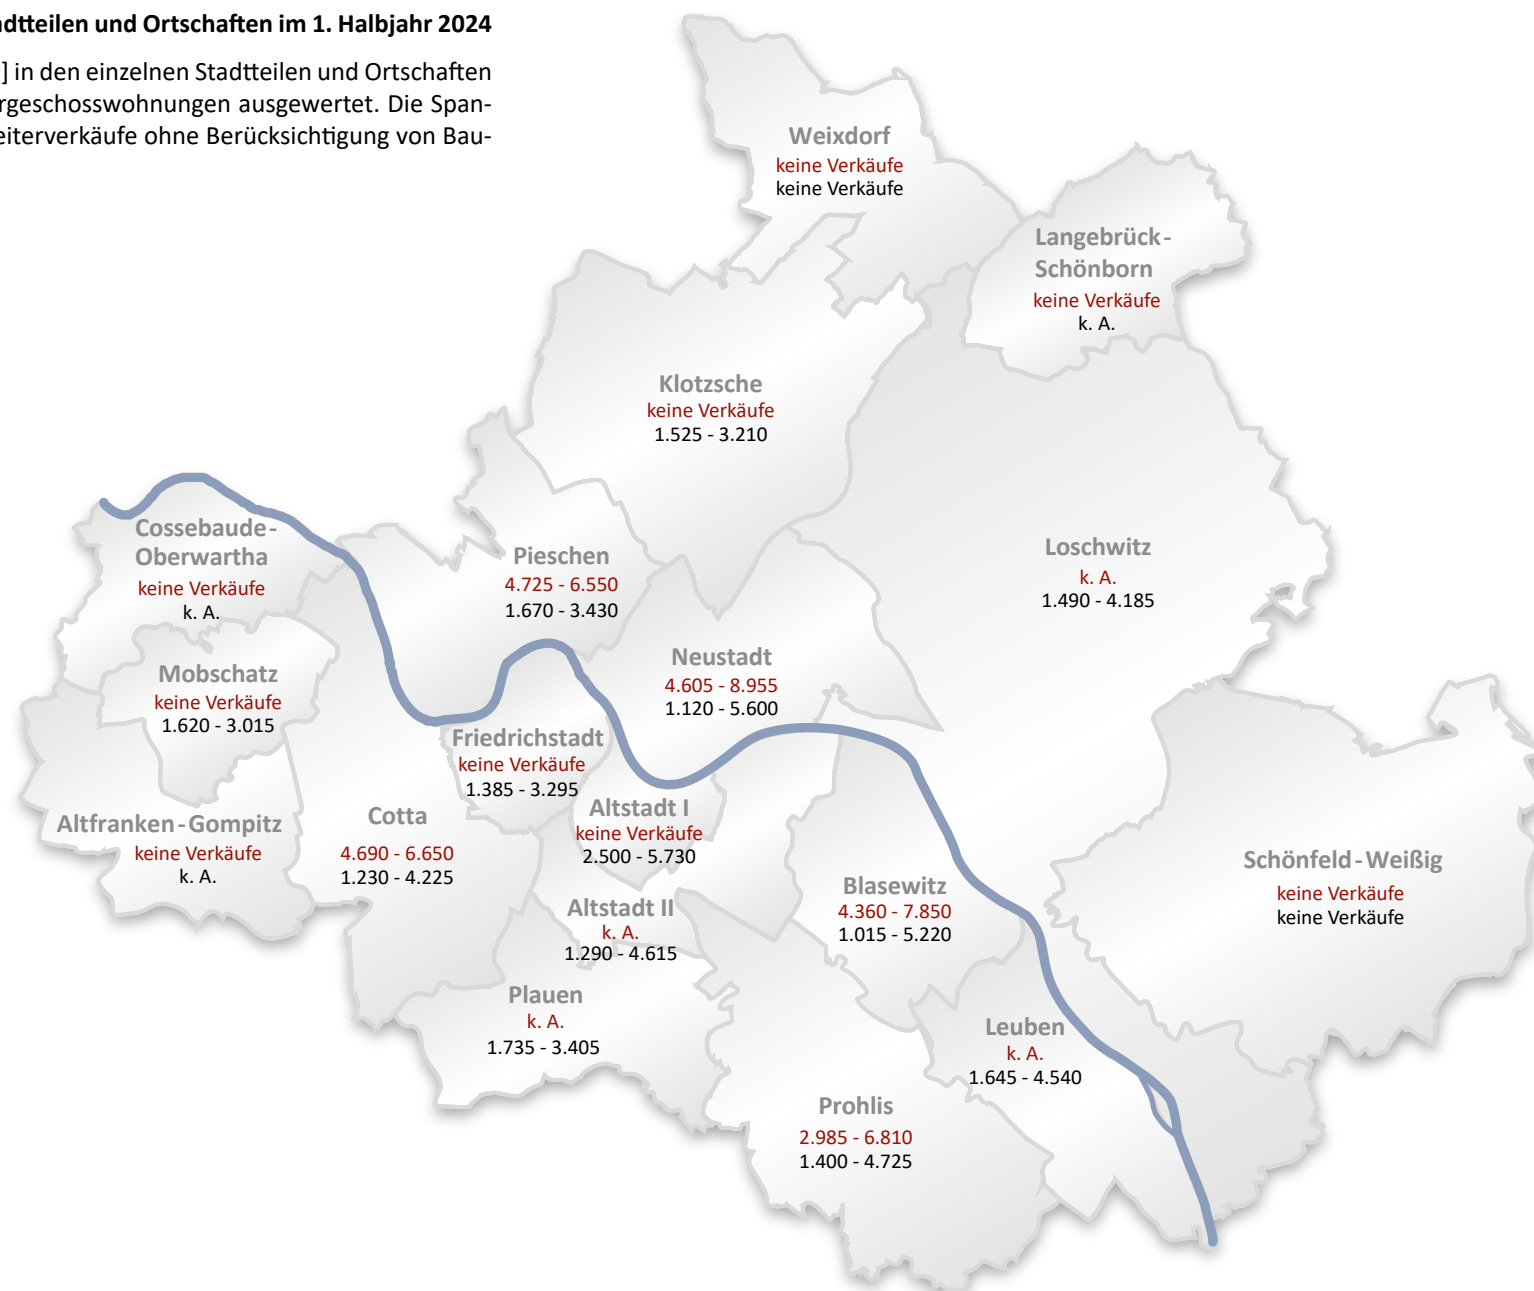 adtteilen und Ortschaften im 1. Halbjahr 2024
] in den einzelnen Stadtteilen und Ortschaften
rgeschosswohnungen ausgewertet. Die Span-
eiterverkäufe ohne Berücksichtigung von Bau-
Weixdorf
keine Verkäufe
keine Verkäufe
Langebrück-
Schönborn
keine Verkäufe
k. A.
Klotzsche
keine Verkäufe
1.525 - 3.210
Cossebaude-
Oberwartha
keine Verkäufe
k. A.
Pieschen
4.725 - 6.550
1.670 - 3.430
Loschwitz
k. A.
1.490 - 4.185
Mobschatz
keine Verkäufe
1.620 - 3.015
Neustadt
4.605 - 8.955
1.120 - 5.600
Friedrichstadt
keine Verkäufe
1.385 - 3.295
Altfranken-Gompitz
keine Verkäufe
k. A.
Cotta
4.690 - 6.650
1.230 - 4.225
Altstadt I
keine Verkäufe
2.500 - 5.730
Schönfeld-Weißig
keine Verkäufe
keine Verkäufe
Blasewitz
4.360 - 7.850
1.015 - 5.220
Altstadt II
k. A.
1.290 - 4.615
Plauen
k. A.
1.735 - 3.405
Leuben
k. A.
1.645 - 4.540
Prohlis
2.985 - 6.810
1.400 - 4.725